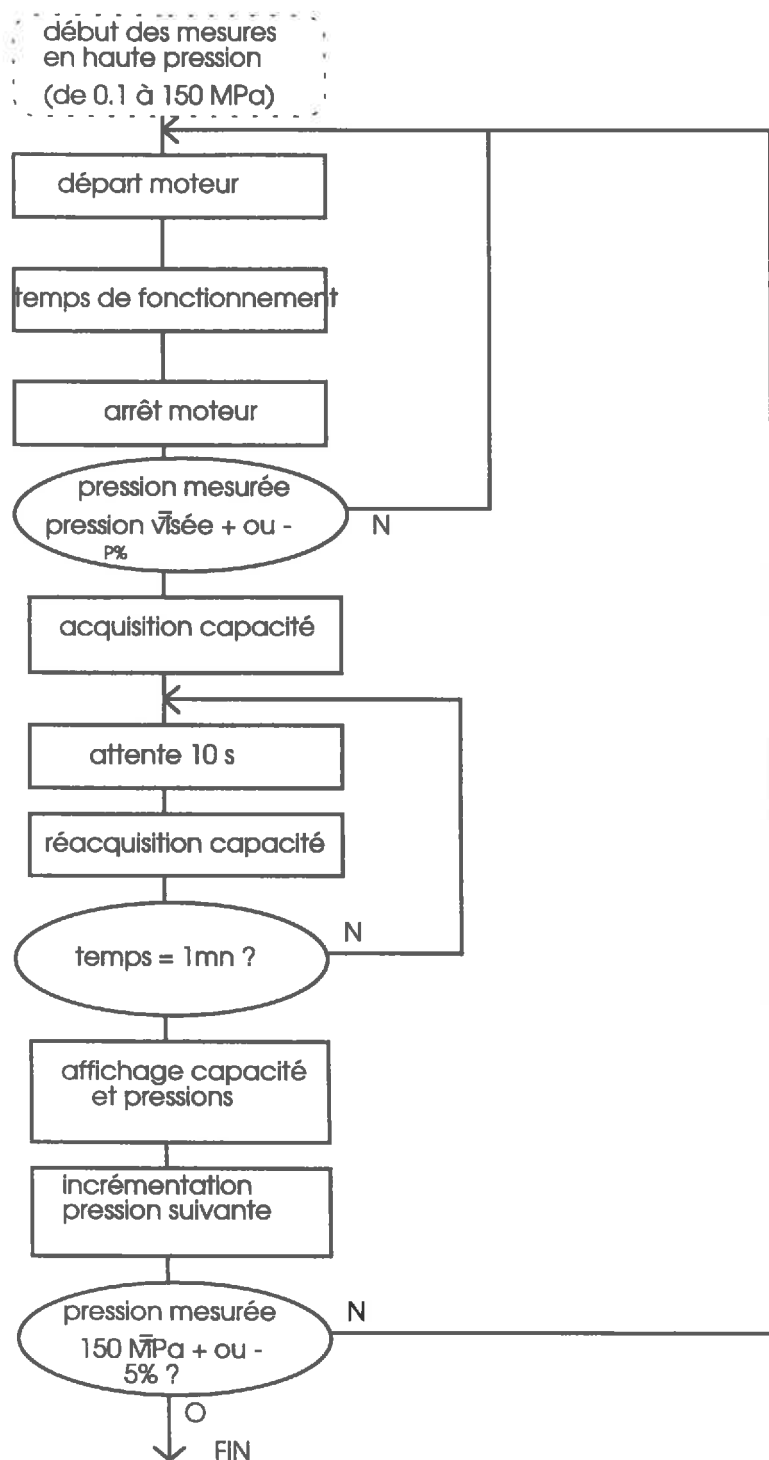 début des mesures
en haute pression
(de 0.1 à 150 MPa)
départ moteur
temps de fonctionnement
arrêt moteur
pression mesurée
=
pression visée + ou -
P%
N
acquisition capacité
attente 10 s
réacquisition capacité
N
temps = 1mn ?
affichage capacité
et pressions
incrémentation
pression suivante
pression mesurée
N
=
150 MPa + ou -
5% ?
O
FIN